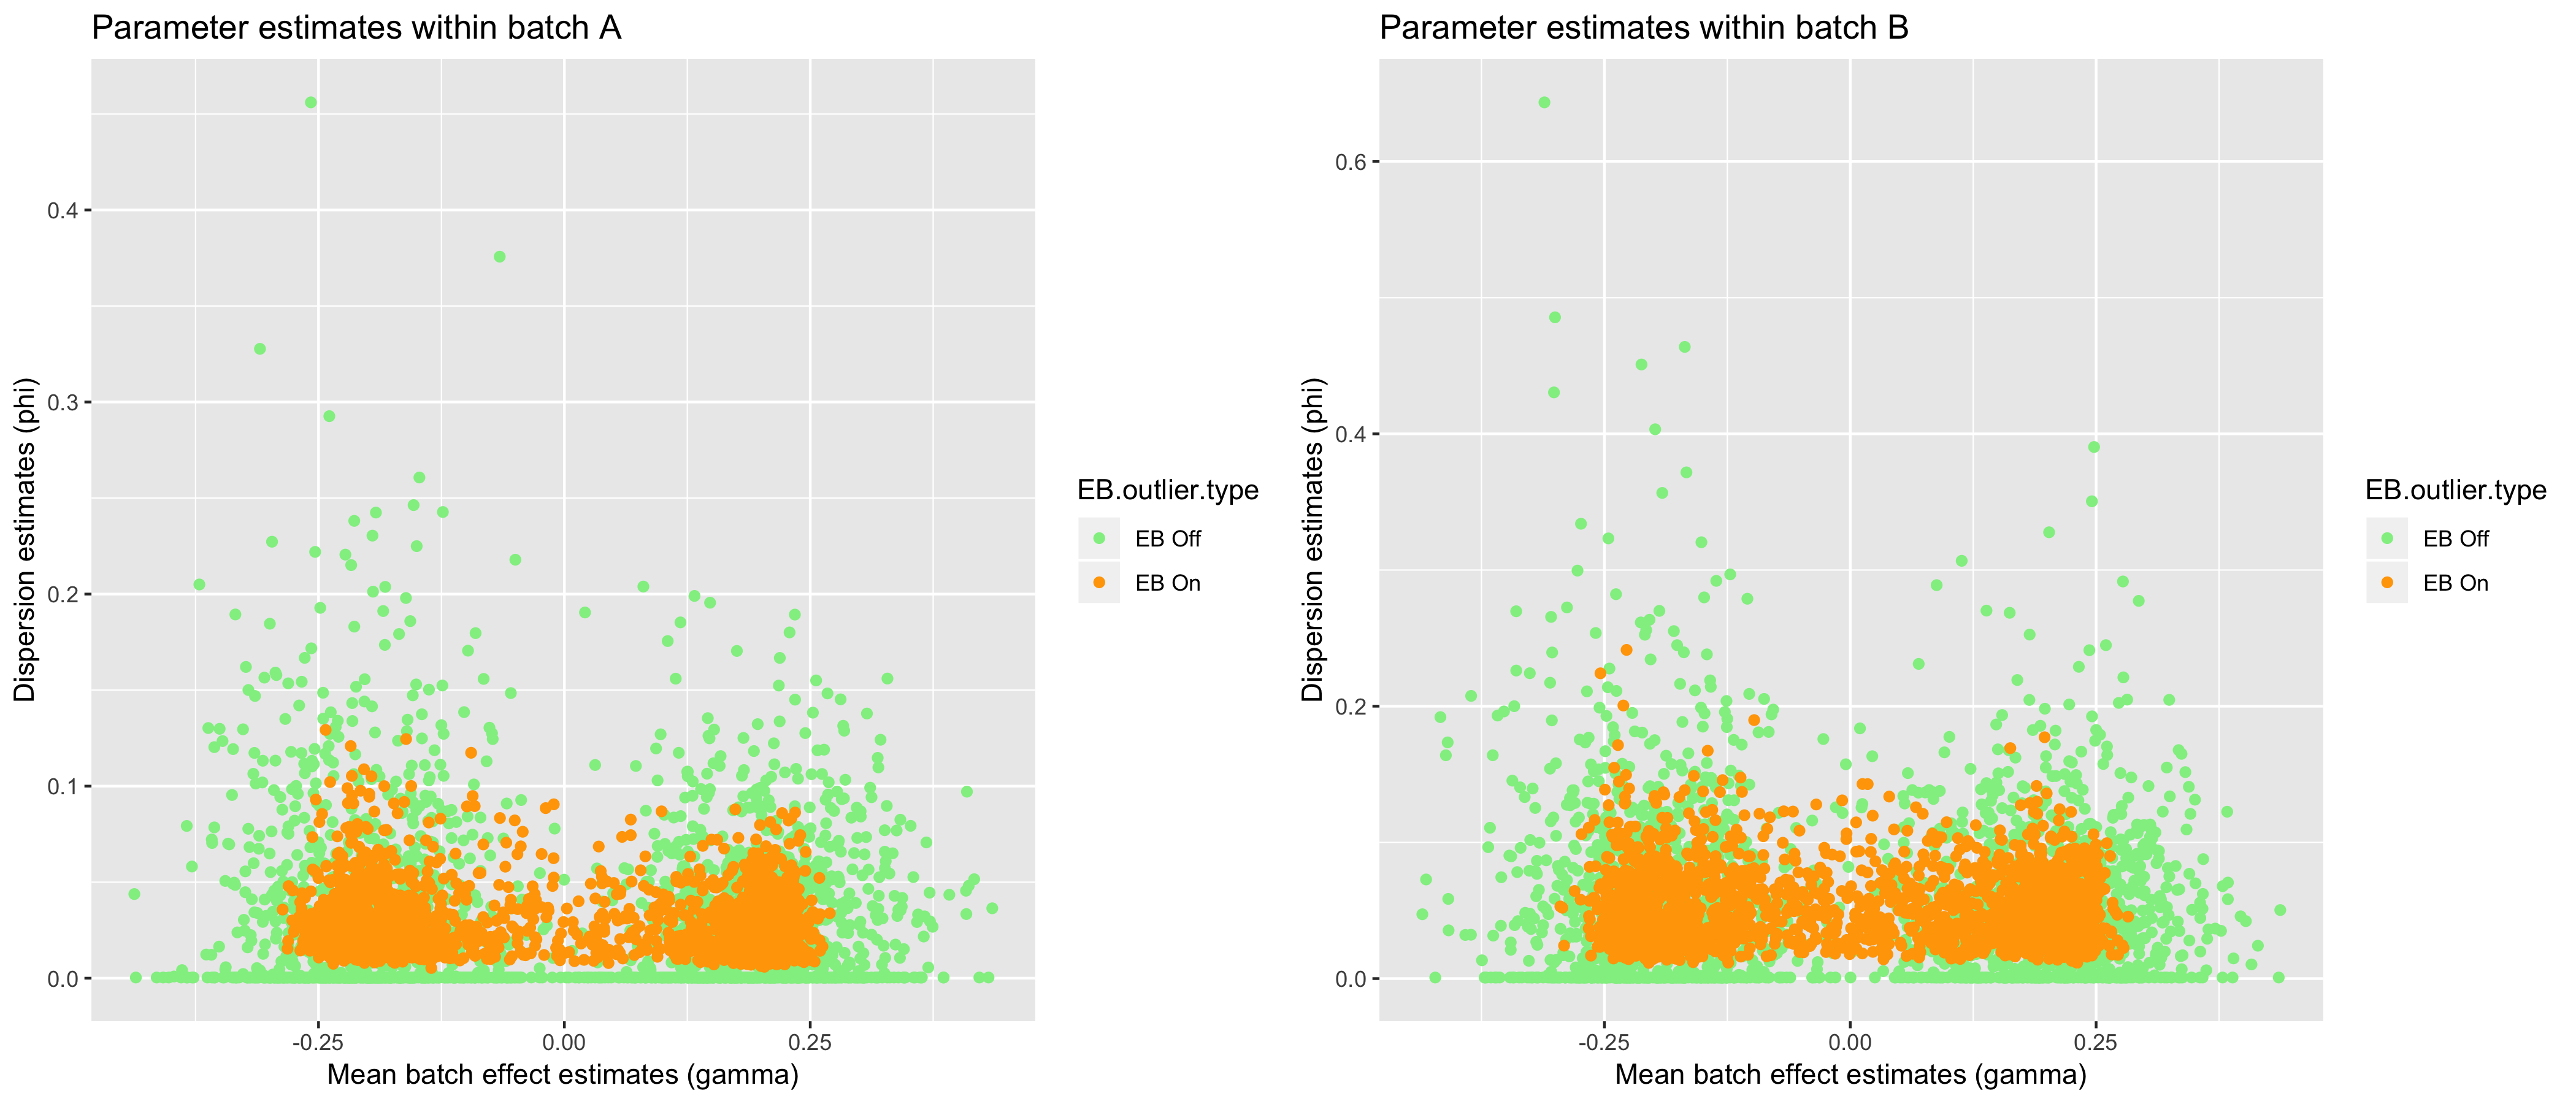 Parameter estimates within batch A
Dispersion estimates (phi)
0.4
0.3
0.2
0.1
0.0
-0.25 0.00 0.25
Mean batch effect estimates (gamma)
EB.outlier.type
EB Off
EB On
Parameter estimates within batch B
Dispersion estimates (phi)
0.6
0.4
0.2
0.0
-0.25 0.00 0.25
Mean batch effect estimates (gamma)
EB.outlier.type
EB Off
EB On